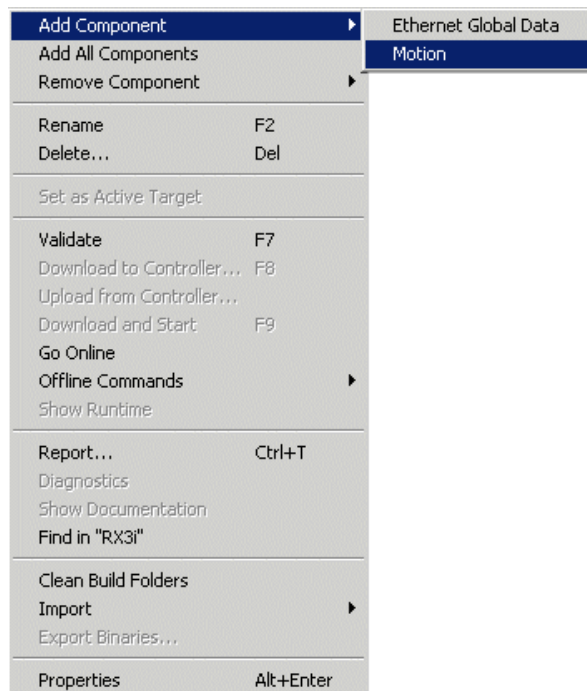 Add Component
Ethernet Global Data
Add All Components
Motion
Remove Component
Rename F2
Delete... Del
Set as Active Target
Validate F7
Download to Controller... F8
Upload from Controller...
Download and Start F9
Go Online
Offline Commands
Show Runtime
Report... Ctrl+T
Diagnostics
Show Documentation
Find in "RX3i"
Clean Build Folders
Import
Export Binaries...
Properties Alt+Enter